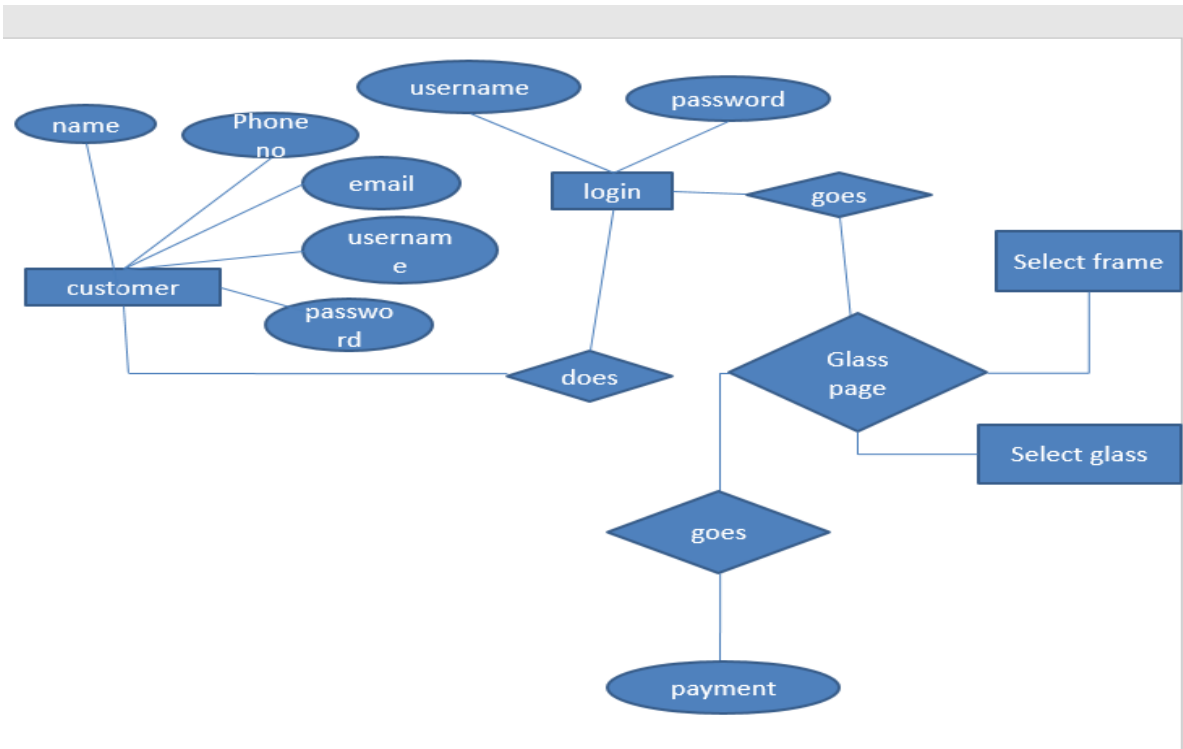 username
password
name
Phone
no
email
login
goes
usernam
e
Select frame
customer
passwo
rd
Glass
page
does
Select glass
goes
payment